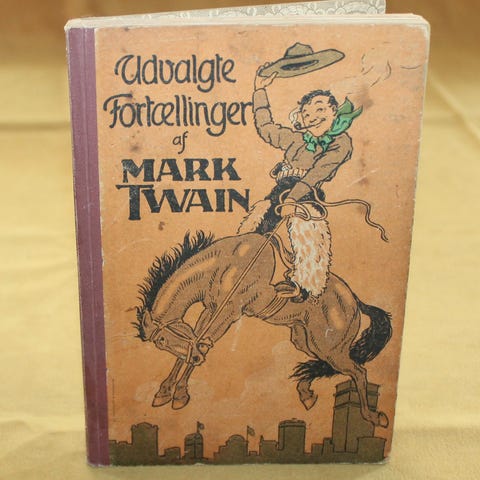 Udvalgte
Fortællinger
af
MARK
TWAIN